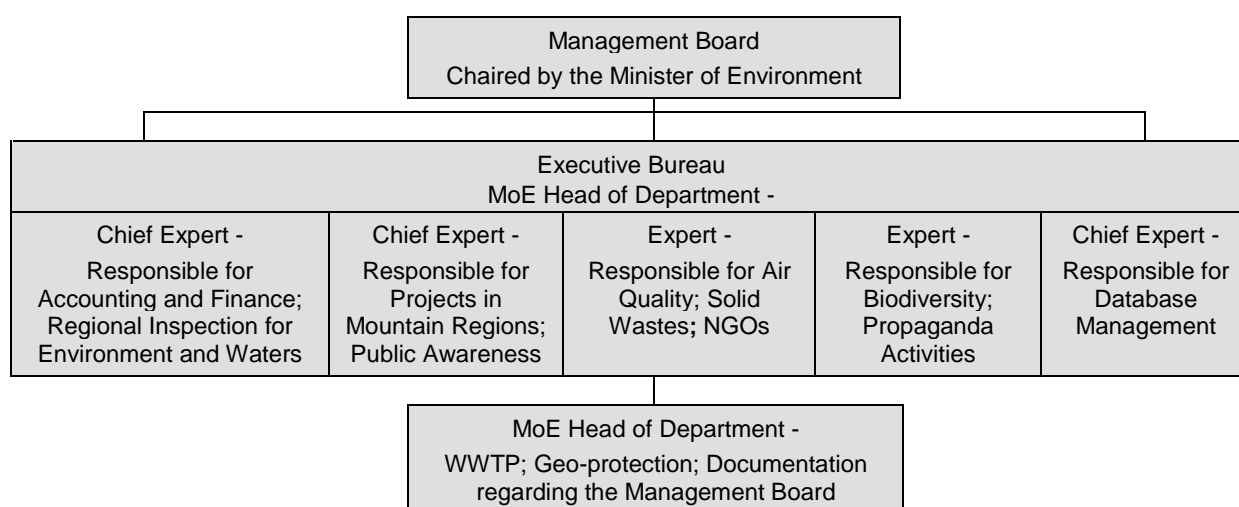 Management Board
Chaired by the Minister of Environment
Executive Bureau
MoE Head of Department -
Chief Expert -
Responsible for
Accounting and Finance;
Regional Inspection for
Environment and Waters
Chief Expert -
Responsible for
Projects in
Mountain Regions;
Public Awareness
Expert -
Responsible for Air
Quality; Solid
Wastes; NGOs
Expert -
Responsible for
Biodiversity;
Propaganda
Activities
Chief Expert -
Responsible for
Database
Management
MoE Head of Department -
WWTP; Geo-protection; Documentation
regarding the Management Board